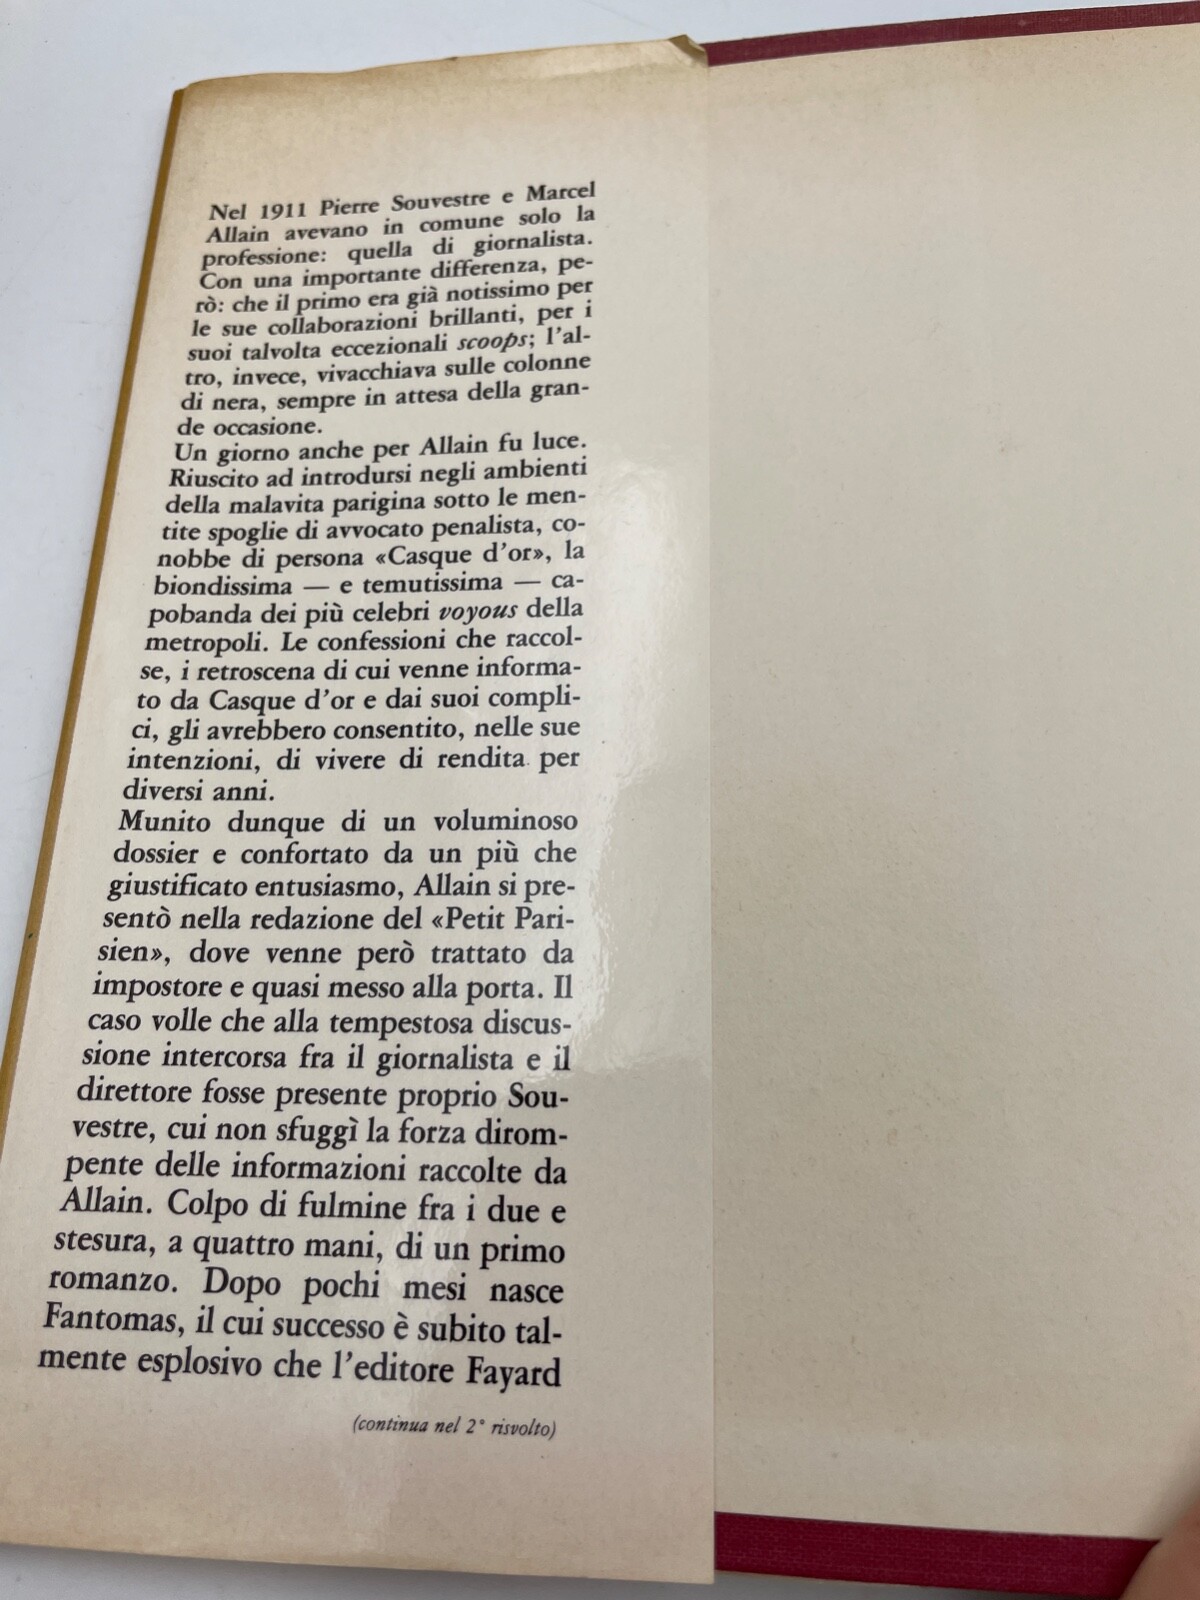 Nel 1911 Pierre Souvestre e Marcel
Allain avevano in comune solo la
professione: quella di giornalista.
Con una importante differenza, pe-
rò: che il primo era già notissimo per
le sue collaborazioni brillanti, per i
suoi talvolta eccezionali scoops; l'al-
tro, invece, vivacchiava sulle colonne
di nera, sempre in attesa della gran-
de occasione.
Un giorno anche per Allain fu luce.
Riuscito ad introdursi negli ambienti
della malavita parigina sotto le men-
tite spoglie di avvocato penalista, co-
nobbe di persona «Casque d'or», la
biondissima — e temutissima — ca-
pobanda dei più celebri voyous della
metropoli. Le confessioni che raccol-
se, i retroscena di cui venne informa-
to da Casque d'or e dai suoi compli-
ci, gli avrebbero consentito, nelle sue
intenzioni, di vivere di rendita per
diversi anni.
Munito dunque di un voluminoso
dossier e confortato da un più che
giustificato entusiasmo, Allain si pre-
sentò nella redazione del «Petit Pari-
sien», dove venne però trattato da
impostore e quasi messo alla porta. Il
caso volle che alla tempestosa discus-
sione intercorsa fra il giornalista e il
direttore fosse presente proprio Sou-
vestre, cui non sfuggì la forza dirom-
pente delle informazioni raccolte da
Allain. Colpo di fulmine fra i due e
stesura, a quattro mani, di un primo
romanzo. Dopo pochi mesi nasce
Fantomas, il cui successo è subito tal-
mente esplosivo che l'editore Fayard
(continua nel 2° risvolto)